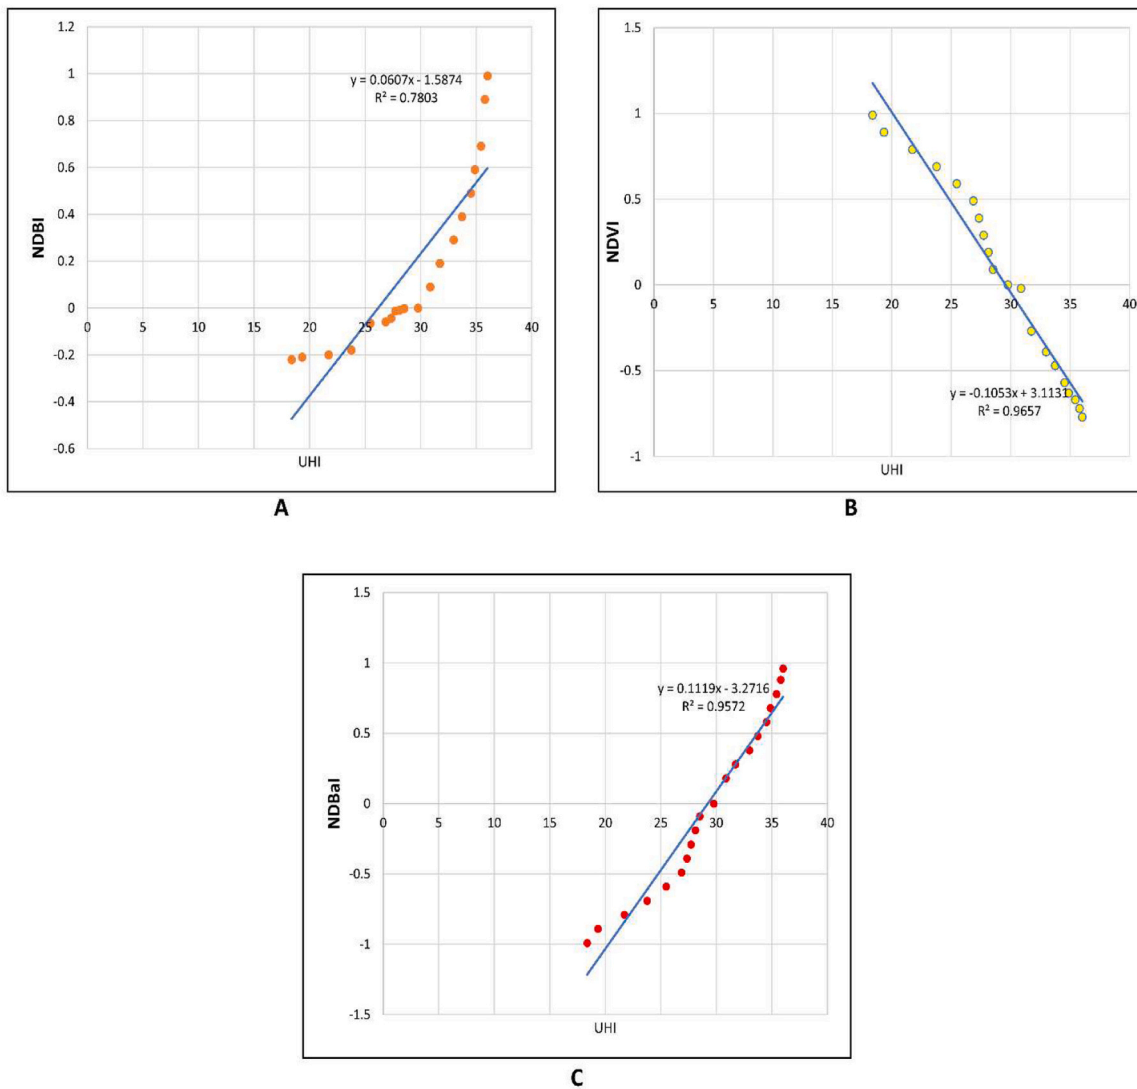 1.2
1
0.8
0.6
0.4
0.2
0
-0.2
-0.4
-0.6
0 5 10 15 20 25 30 35 40
NDBI
UHI
y = 0.0607x - 1.5874
R² = 0.7803
A
1.5
1
0.5
0
-0.5
-1
0 5 10 15 20 25 30 35 40
NDVI
UHI
y = -0.1053x + 3.1131
R² = 0.9657
B
1.5
1
0.5
0
-0.5
-1
-1.5
0 5 10 15 20 25 30 35 40
NDBaI
UHI
y = 0.1119x - 3.2716
R² = 0.9572
C